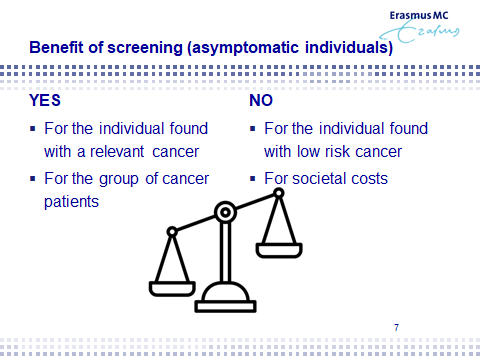 Erasmus MC
Erasmus
Benefit of screening (asymptomatic individuals)
YES
▪ For the individual found
with a relevant cancer
▪ For the group of cancer
patients
NO
▪ For the individual found
with low risk cancer
▪ For societal costs
7